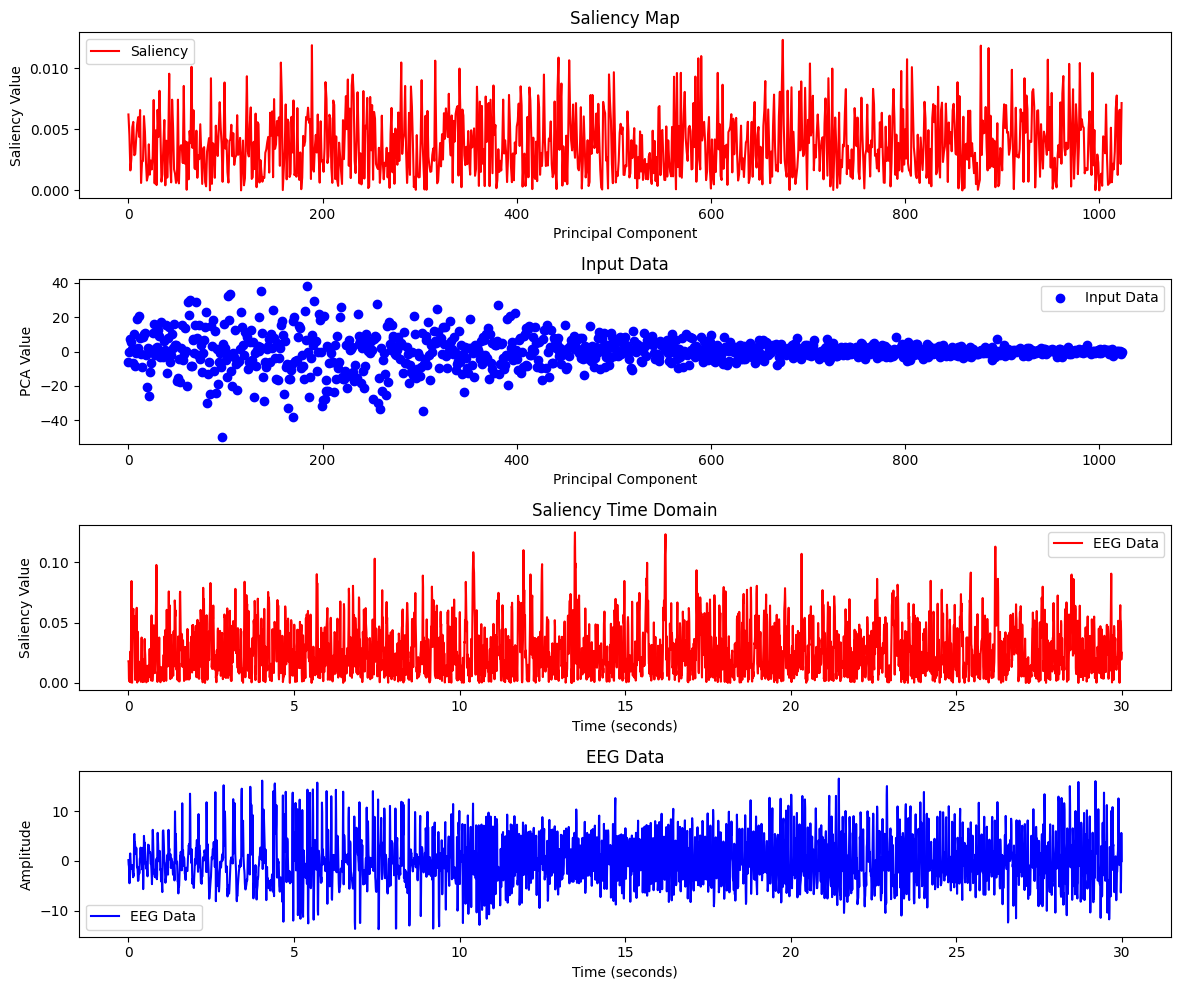 Saliency Map
Saliency
Saliency Value
0.010
0.005
0.000
0 200 400 600 800 1000
Principal Component
Input Data
Input Data
PCA Value
40
20
0
−20
−40
0 200 400 600 800 1000
Principal Component
Saliency Time Domain
EEG Data
Saliency Value
0.10
0.05
0.00
0 5 10 15 20 25 30
Time (seconds)
EEG Data
Amplitude
10
0
−10
EEG Data
0 5 10 15 20 25 30
Time (seconds)